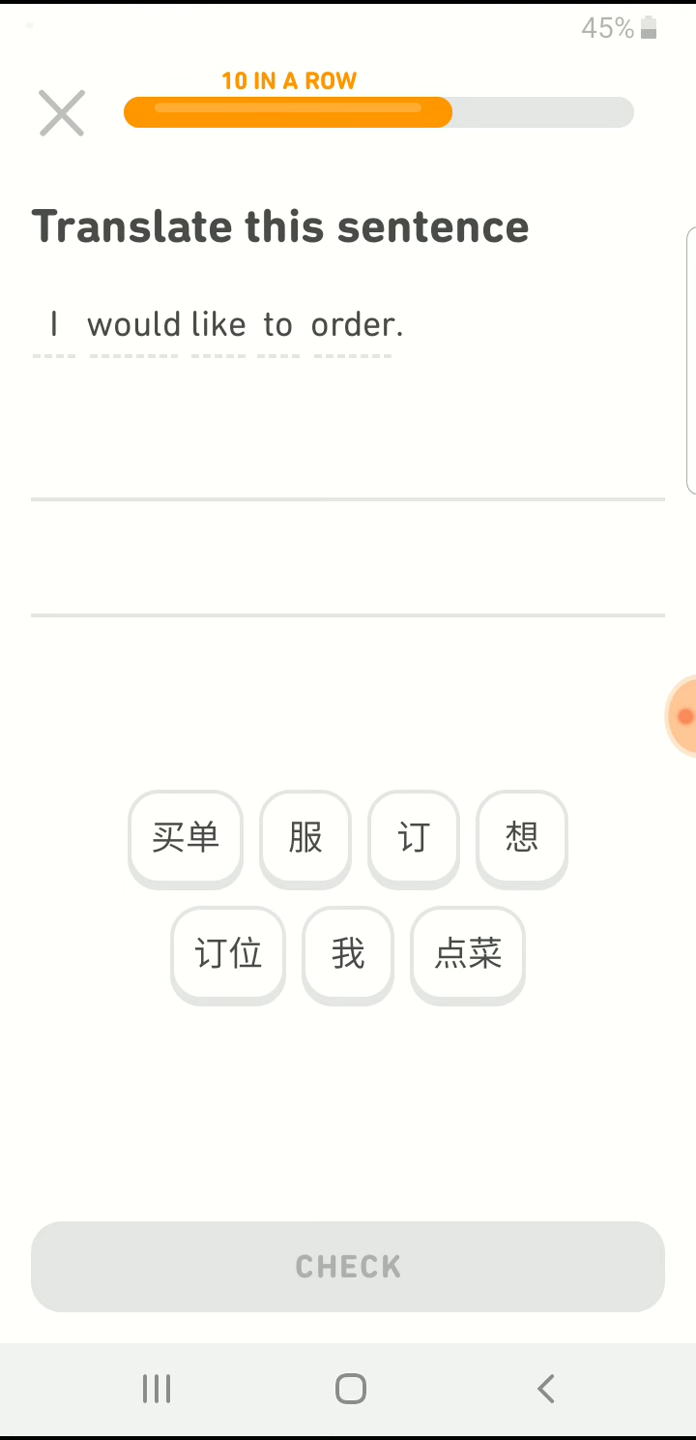 45%
10 IN A ROW
Translate this sentence
I would like to order.
买单 服 订 想
订位 我 点菜
CHECK